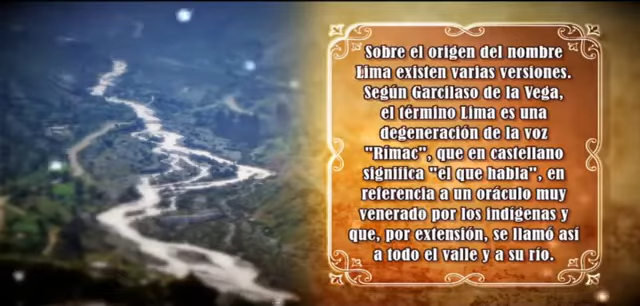 Sobre el origen del nombre
Lima existen varias versiones.
Según Garcilaso de la Vega,
el término Lima es una
degeneración de la voz
"Rímac", que en castellano
significa "el que habla", en
referencia a un oráculo muy
venerado por los indígenas y
que, por extensión, se llamó así
a todo el valle y a su río.